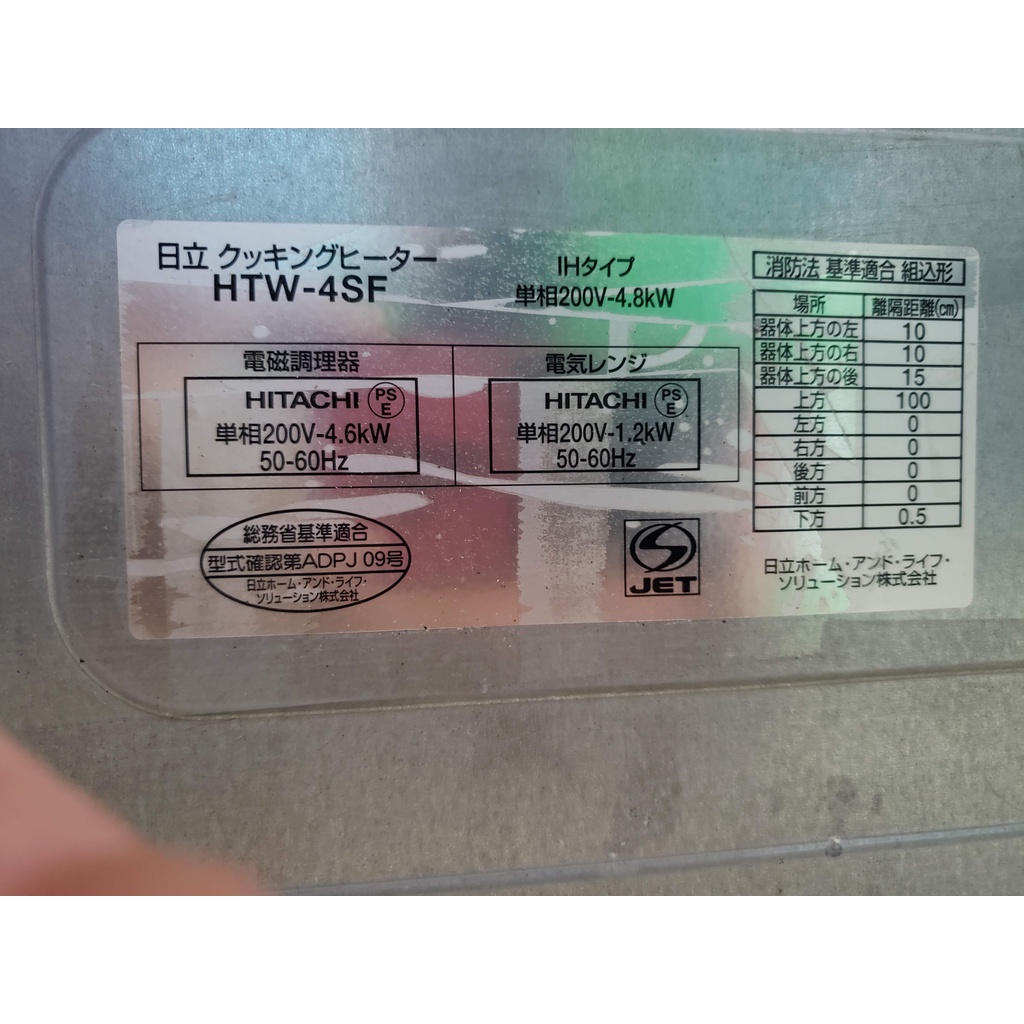 日立 クッキングヒーター
HTW-4SF
IHタイプ
単相200V-4.8kW
電磁調理器
HITACHI PSE
単相200V-4.6kW
50-60Hz
電気レンジ
HITACHI PSE
単相200V-1.2kW
50-60Hz
総務省基準適合
型式確認第ADPJ 09号
日立ホーム・アンド・ライフ・
ソリューション株式会社
JET
消防法 基準適合 組込形
場所 離隔距離(cm)
器体上方の左 10
器体上方の右 10
器体上方の後 15
上方 100
左方 0
右方 0
後方 0
前方 0
下方 0.5
日立ホーム・アンド・ライフ・
ソリューション株式会社